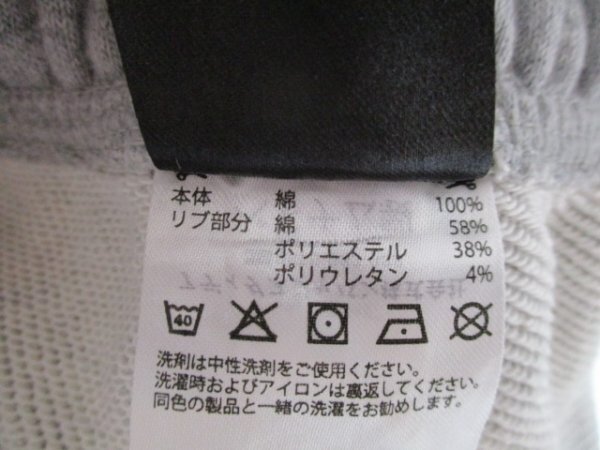 本体 綿 100%
リブ部分 綿 58%
ポリエステル 38%
ポリウレタン 4%
40
洗剤は中性洗剤をご使用ください。
洗濯時およびアイロンは裏返してください。
同色の製品と一緒の洗濯をお勧めします。